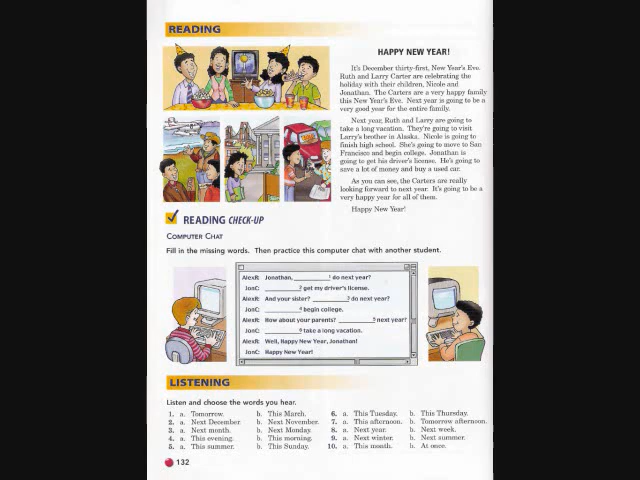 READING
HAPPY NEW YEAR!
It's December thirty-first, New Year's Eve.
Ruth and Larry Carter are celebrating the
holiday with their children, Nicole and
Jonathan. The Carters are a very happy family
this New Year's Eve. Next year is going to be a
very good year for the entire family.
Next year, Ruth and Larry are going to
take a long vacation. They're going to visit
Larry's brother in Alaska. Nicole is going to
finish high school. She's going to move to San
Francisco and begin college. Jonathan is
going to get his driver's license. He's going to
save a lot of money and buy a used car.
As you can see, the Carters are really
looking forward to next year. It's going to be a
very happy year for all of them.
Happy New Year!
READING CHECK-UP
COMPUTER CHAT
Fill in the missing words. Then practice this computer chat with another student.
AlexR: Jonathan, ________ 1 do next year?
JonC: ________ 2 get my driver's license.
AlexR: And your sister? ________ 3 do next year?
JonC: ________ 4 begin college.
AlexR: How about your parents? ________ 5 next year?
JonC: ________ 6 take a long vacation.
AlexR: Well, Happy New Year, Jonathan!
JonC: Happy New Year!
LISTENING
Listen and choose the words you hear.
1. a. Tomorrow. b. This March.
2. a. Next December. b. Next November.
3. a. Next month. b. Next Monday.
4. a. This evening. b. This morning.
5. a. This summer. b. This Sunday.
6. a. This Tuesday. b. This Thursday.
7. a. This afternoon. b. Tomorrow afternoon.
8. a. Next year. b. Next week.
9. a. Next winter. b. Next summer.
10. a. This month. b. At once.
132